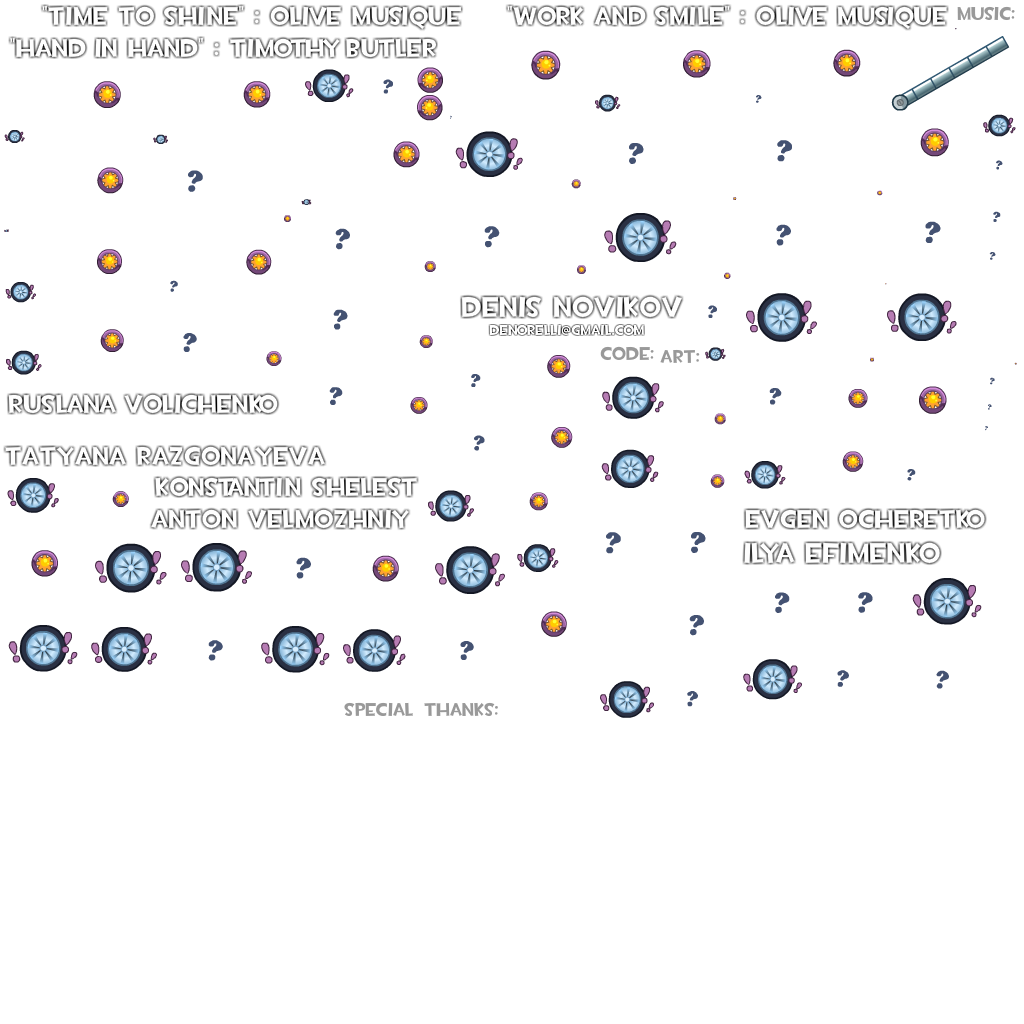 "TIME TO SHINE" : OLIVE MUSIQUE
"WORK AND SMILE" : OLIVE MUSIQUE
MUSIC:
"HAND IN HAND" : TIMOTHY BUTLER
DENIS NOVIKOV
DENORELLI@GMAIL.COM
CODE:
ART:
RUSLANA VOLICHENKO
TATYANA RAZGONAYEVA
KONSTANTIN SHELEST
ANTON VELMOZHNIY
EVGEN OCHERETKO
ILYA EFIMENKO
SPECIAL THANKS: